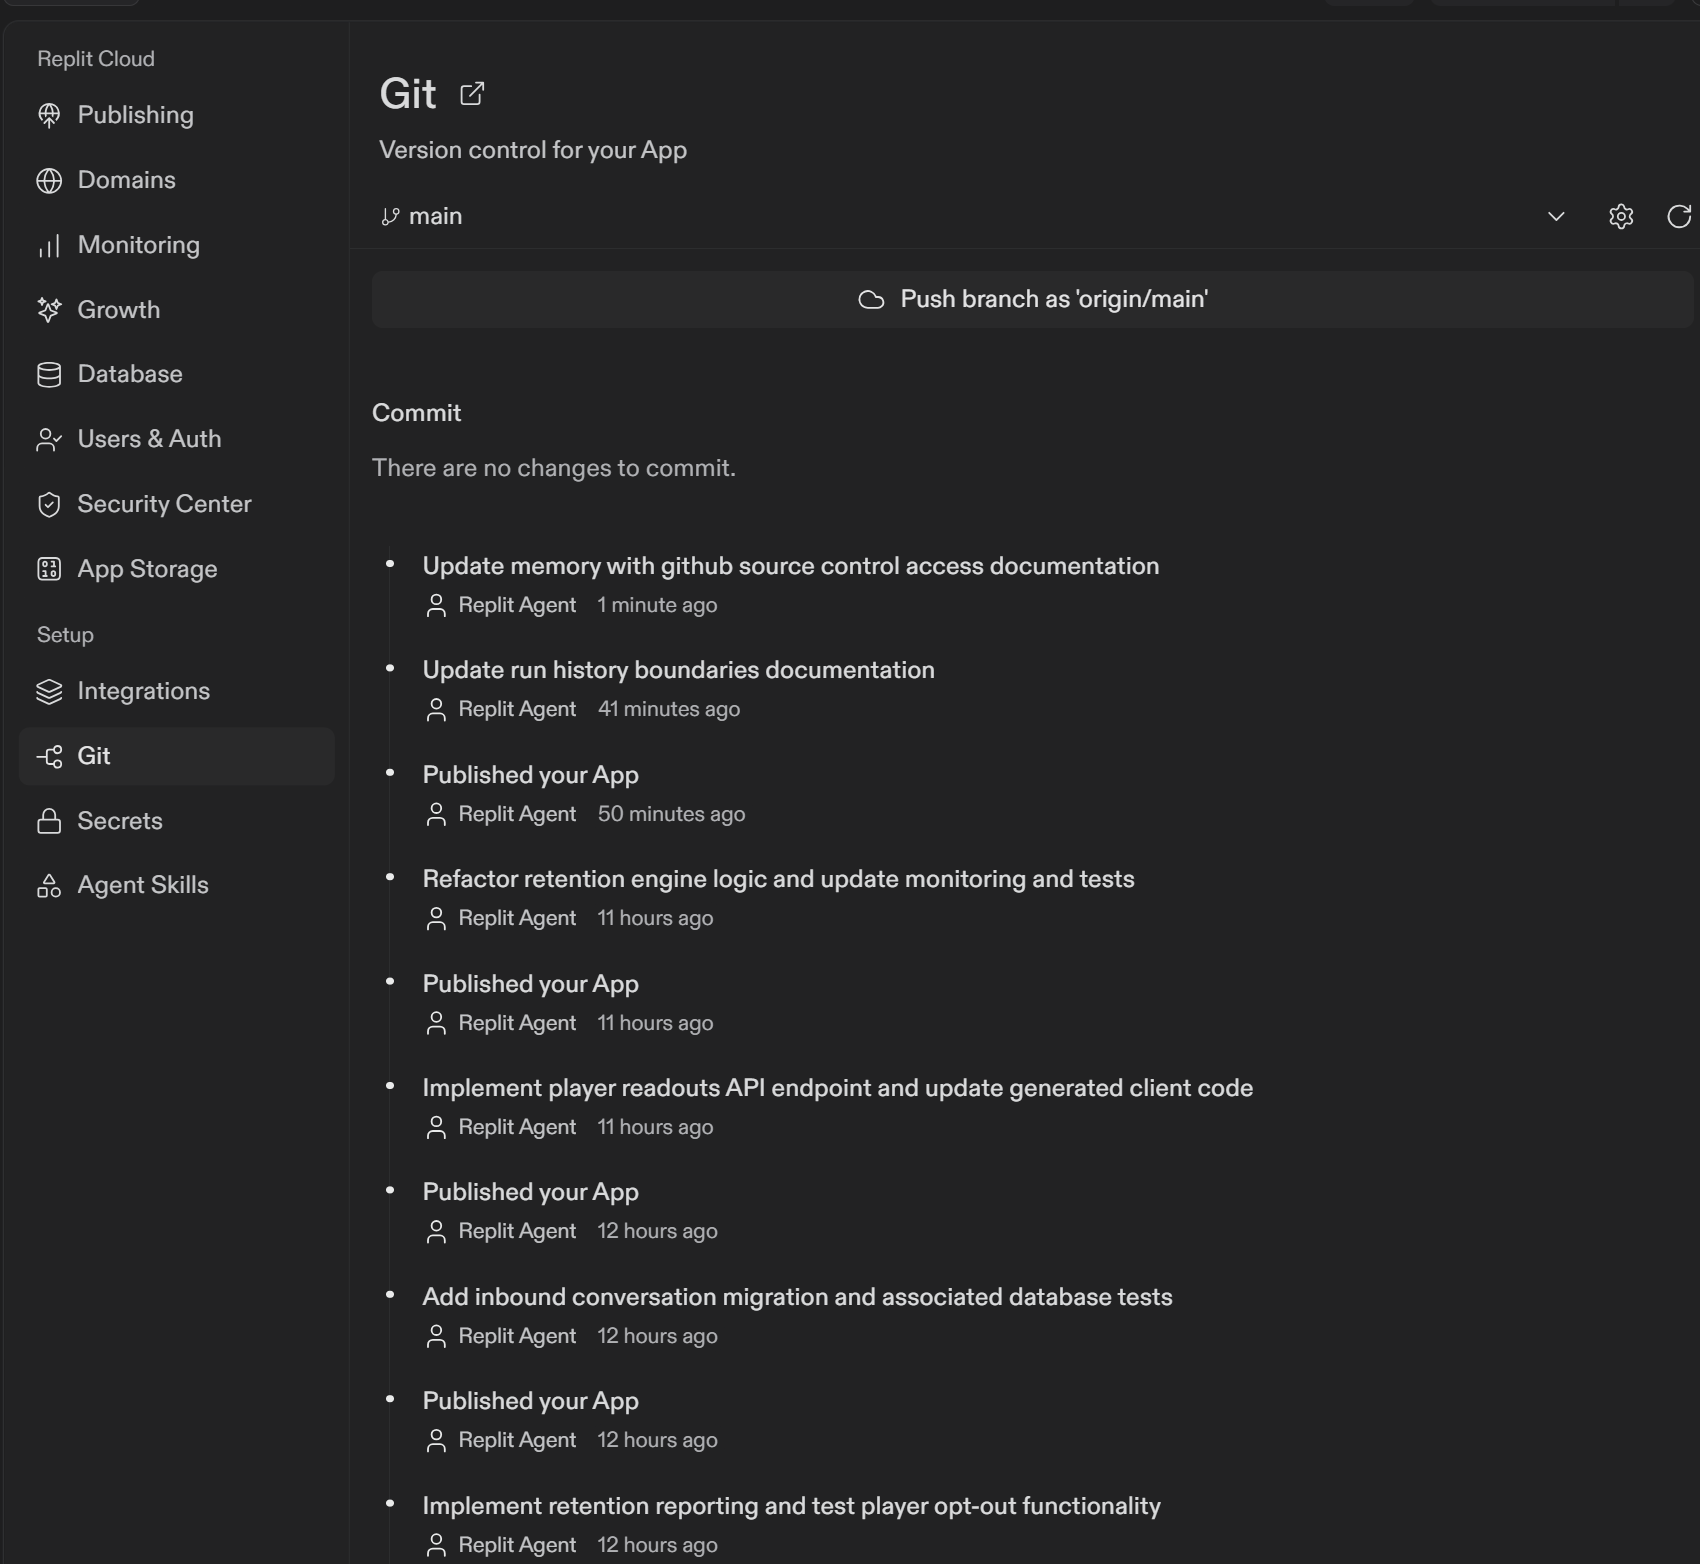 Replit Cloud
Publishing
Domains
Monitoring
Growth
Database
Users & Auth
Security Center
App Storage
Setup
Integrations
Git
Secrets
Agent Skills
Git
Version control for your App
main
Push branch as 'origin/main'
Commit
There are no changes to commit.
Update memory with github source control access documentation
Replit Agent 1 minute ago
Update run history boundaries documentation
Replit Agent 41 minutes ago
Published your App
Replit Agent 50 minutes ago
Refactor retention engine logic and update monitoring and tests
Replit Agent 11 hours ago
Published your App
Replit Agent 11 hours ago
Implement player readouts API endpoint and update generated client code
Replit Agent 11 hours ago
Published your App
Replit Agent 12 hours ago
Add inbound conversation migration and associated database tests
Replit Agent 12 hours ago
Published your App
Replit Agent 12 hours ago
Implement retention reporting and test player opt-out functionality
Replit Agent 12 hours ago